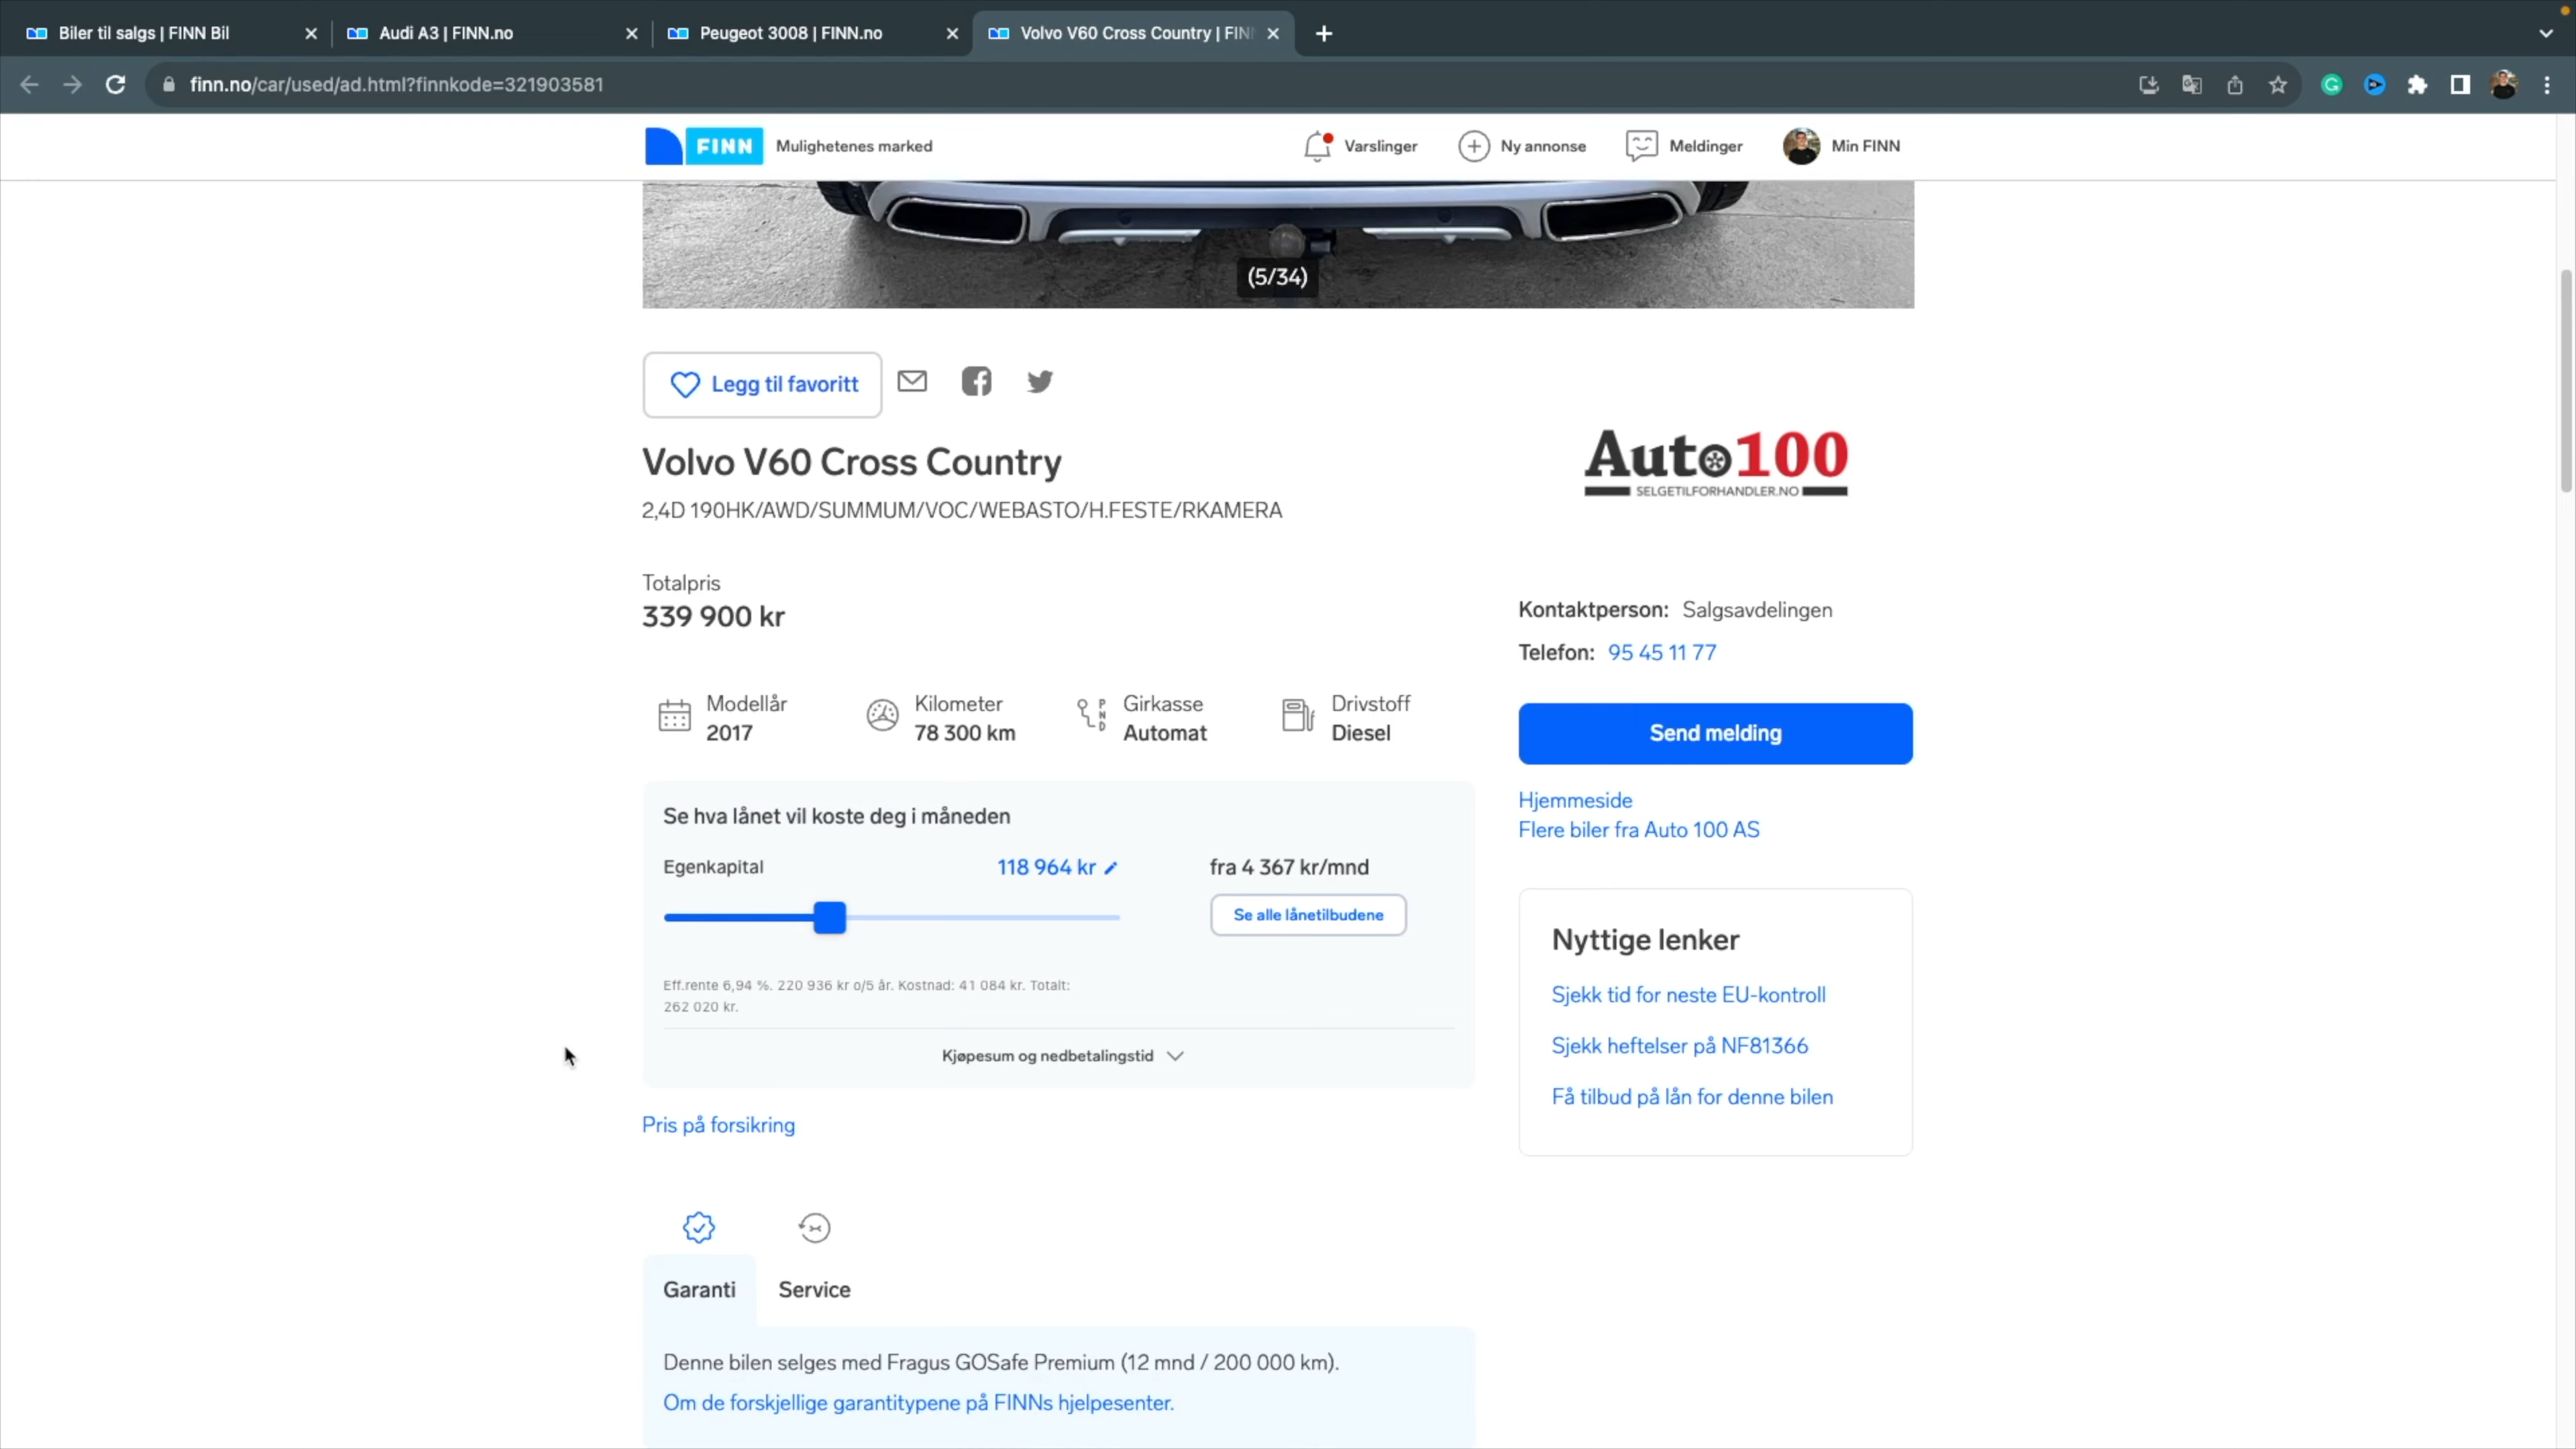 Biler til salgs | FINN Bil
Audi A3 | FINN.no
Peugeot 3008 | FINN.no
Volvo V60 Cross Country | FINN
finn.no/car/used/ad.html?finnkode=321903581
FINN
Mulighetenes marked
Varslinger
Ny annonse
Meldinger
Min FINN
(5/34)
Legg til favoritt
Volvo V60 Cross Country
2,4D 190HK/AWD/SUMMUM/VOC/WEBASTO/H.FESTE/RKAMERA
Totalpris
339 900 kr
Modellår
2017
Kilometer
78 300 km
P
N
D
Girkasse
Automat
Drivstoff
Diesel
Se hva lånet vil koste deg i måneden
Egenkapital
118 964 kr
fra 4 367 kr/mnd
Se alle lånetilbudene
Eff.rente 6,94 %. 220 936 kr o/5 år. Kostnad: 41 084 kr. Totalt:
262 020 kr.
Kjøpesum og nedbetalingstid
Pris på forsikring
Garanti
Service
Denne bilen selges med Fragus GOSafe Premium (12 mnd / 200 000 km).
Om de forskjellige garantitypene på FINNs hjelpesenter.
Auto100
SELGETILFORHANDLER.NO
Kontaktperson: Salgsavdelingen
Telefon: 95 45 11 77
Send melding
Hjemmeside
Flere biler fra Auto 100 AS
Nyttige lenker
Sjekk tid for neste EU-kontroll
Sjekk heftelser på NF81366
Få tilbud på lån for denne bilen